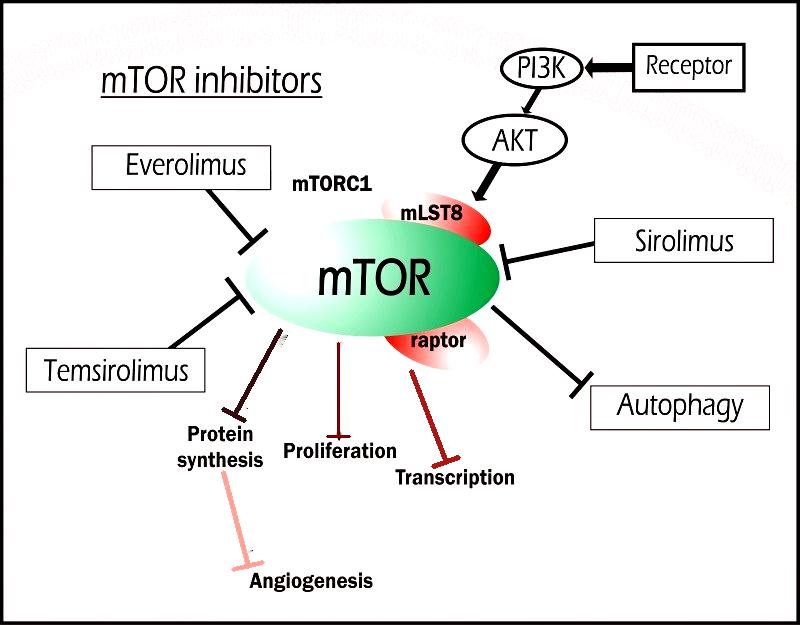 mTOR inhibitors
PI3K
Receptor
AKT
Everolimus
mTORC1
mLST8
Sirolimus
mTOR
raptor
Temsirolimus
Autophagy
Protein
synthesis
Proliferation
Transcription
Angiogenesis